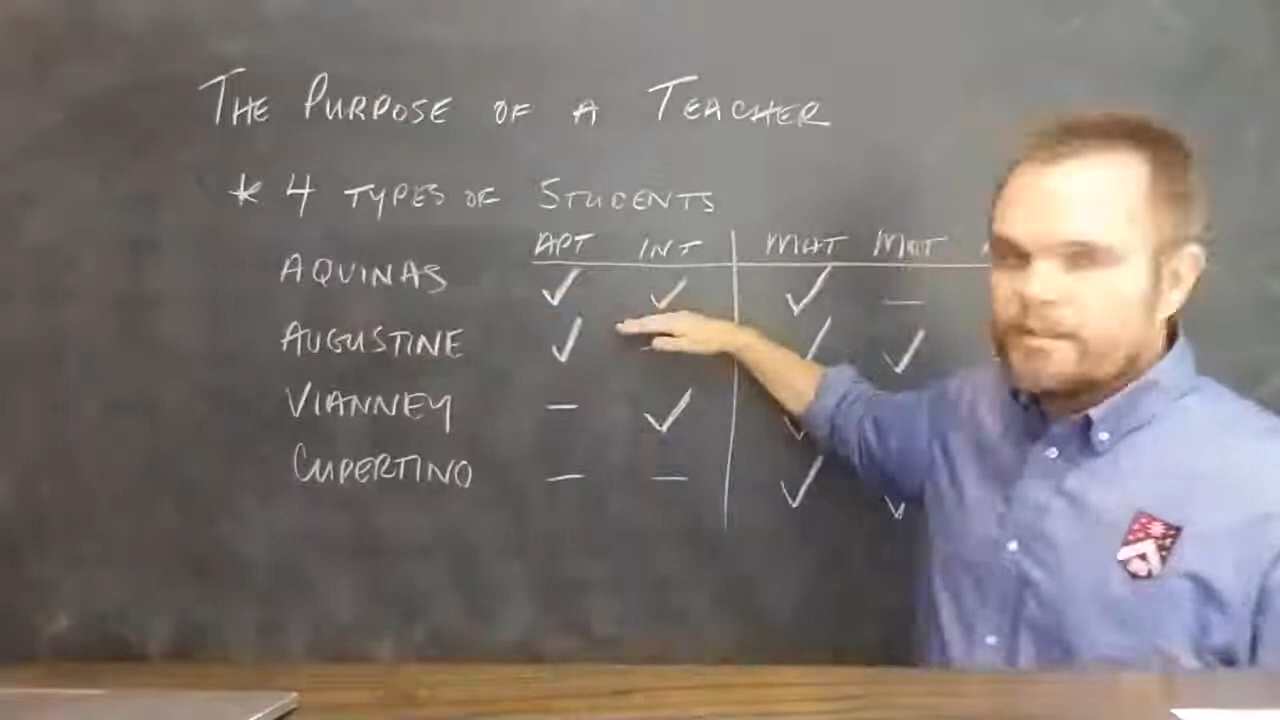 THE PURPOSE OF A TEACHER
* 4 TYPES OF STUDENTS
APT INT MAT MOT
AQUINAS ✓ ✓ ✓ —
AUGUSTINE ✓ — ✓ ✓
VIANNEY — ✓ ✓
CUPERTINO — — ✓ ✓